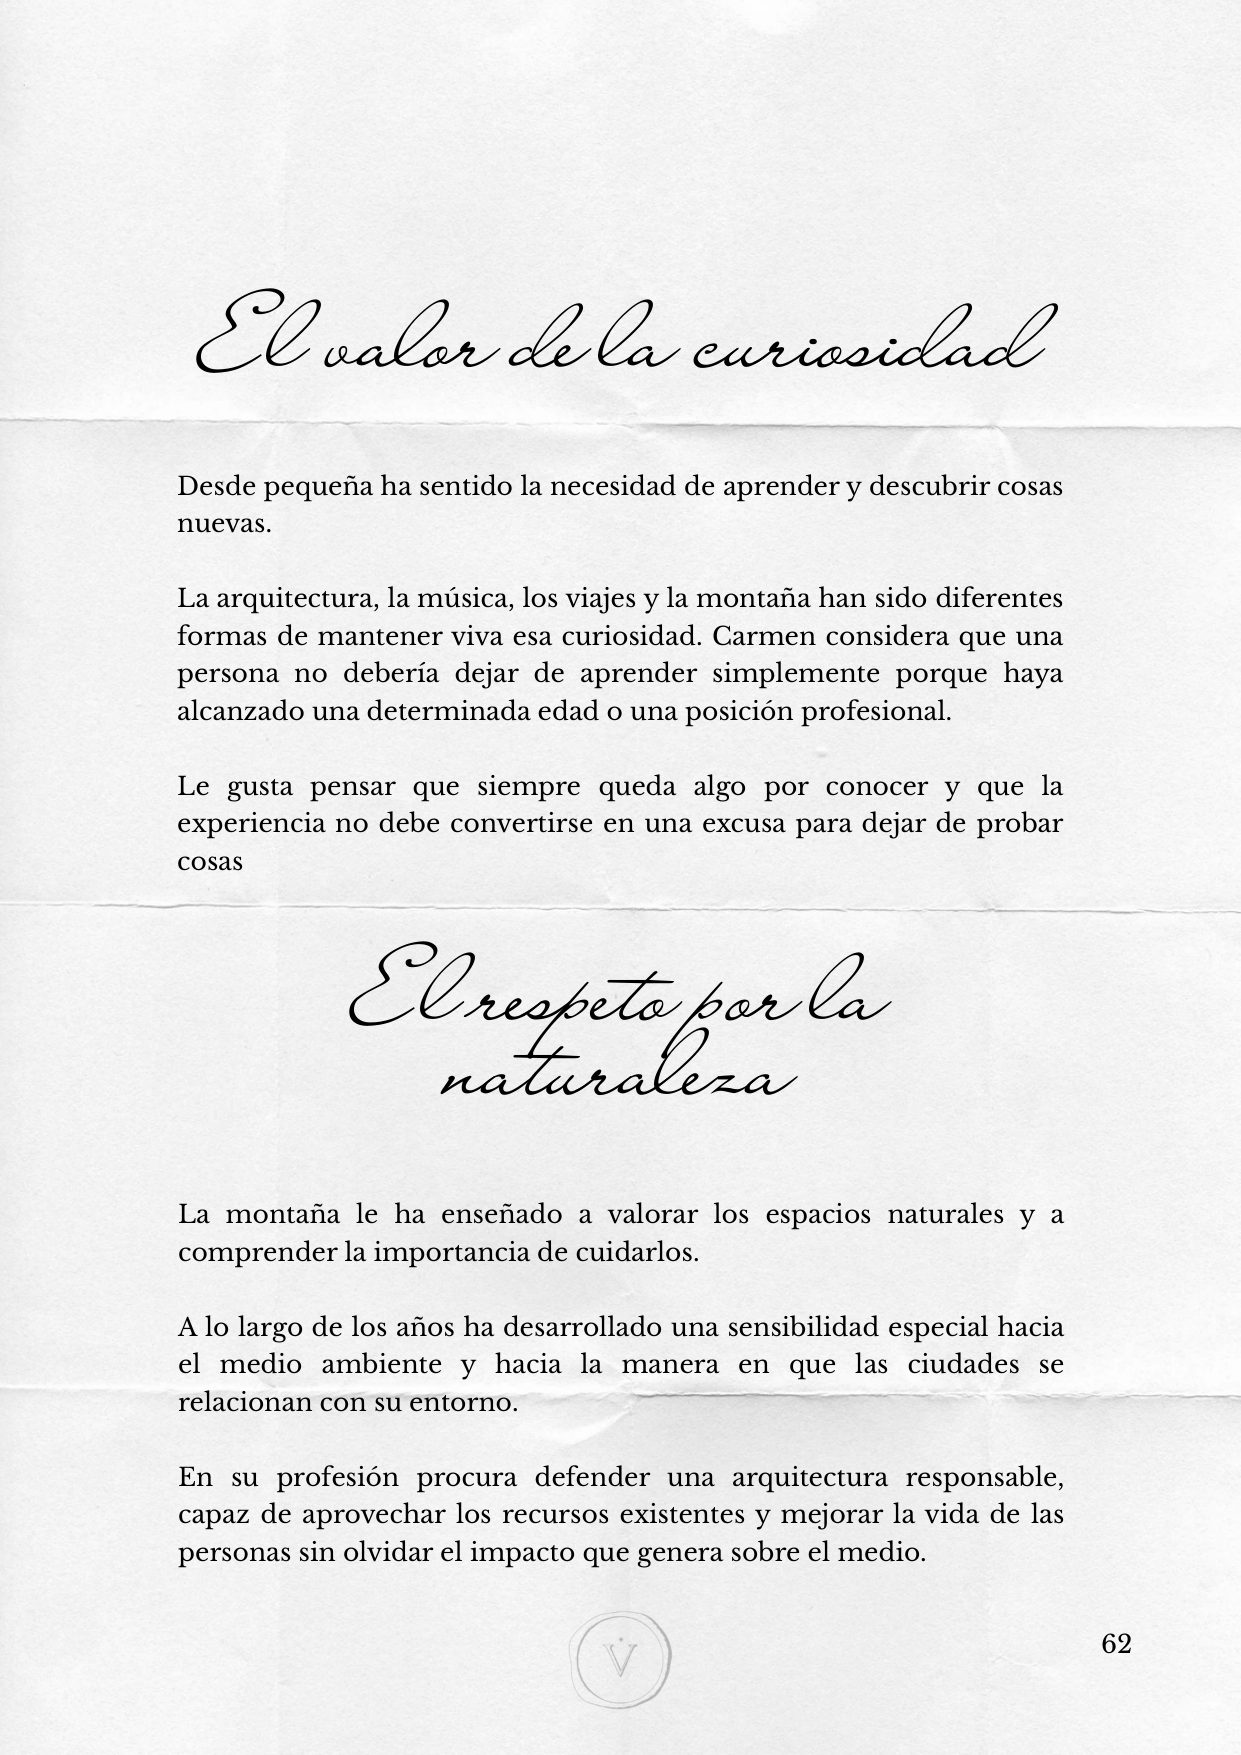 El valor de la curiosidad
Desde pequeña ha sentido la necesidad de aprender y descubrir cosas
nuevas.
La arquitectura, la música, los viajes y la montaña han sido diferentes
formas de mantener viva esa curiosidad. Carmen considera que una
persona no debería dejar de aprender simplemente porque haya
alcanzado una determinada edad o una posición profesional.
Le gusta pensar que siempre queda algo por conocer y que la
experiencia no debe convertirse en una excusa para dejar de probar
cosas
El respeto por la
naturaleza
La montaña le ha enseñado a valorar los espacios naturales y a
comprender la importancia de cuidarlos.
A lo largo de los años ha desarrollado una sensibilidad especial hacia
el medio ambiente y hacia la manera en que las ciudades se
relacionan con su entorno.
En su profesión procura defender una arquitectura responsable,
capaz de aprovechar los recursos existentes y mejorar la vida de las
personas sin olvidar el impacto que genera sobre el medio.
V
62